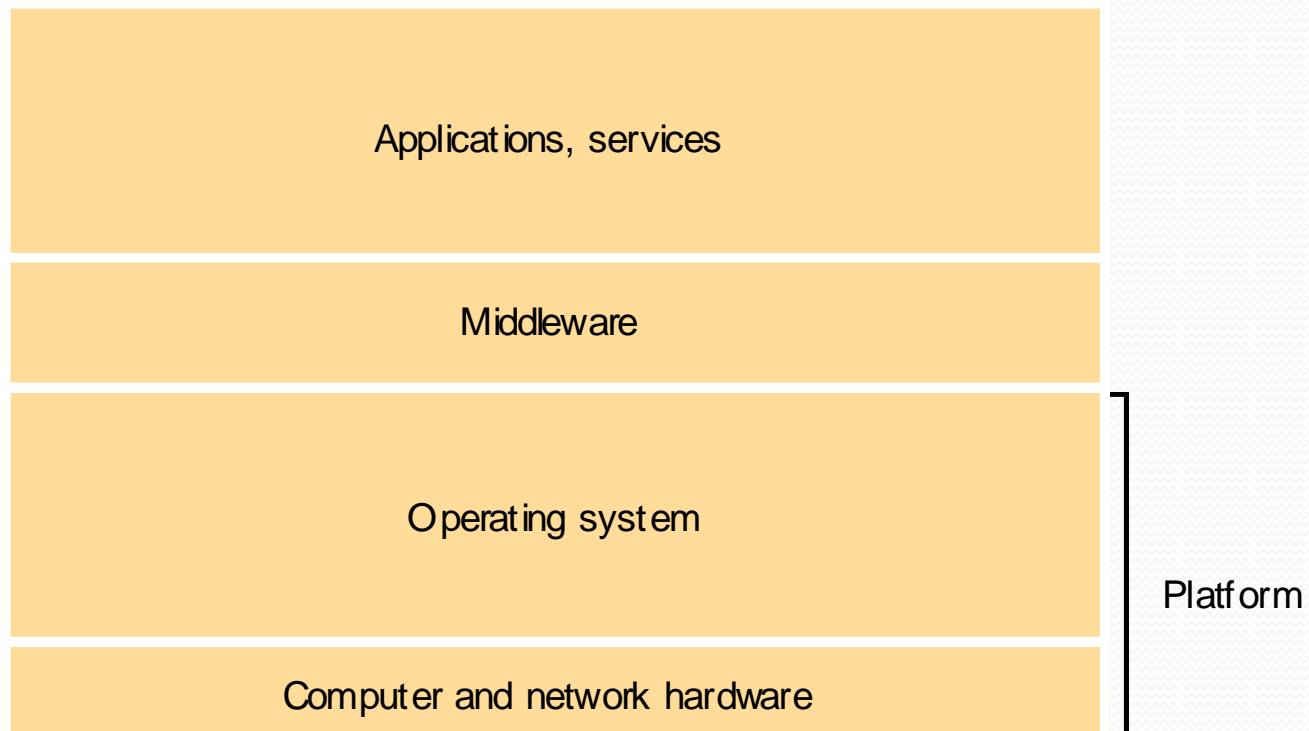 Applications, services
Middleware
Operating system
Platform
Computer and network hardware